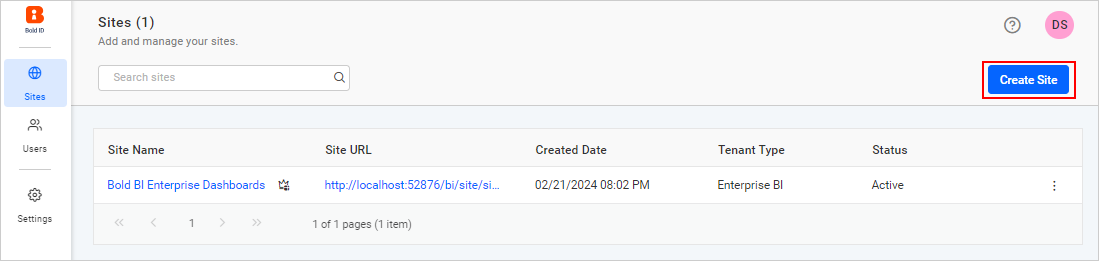 Bold ID
Sites (1)
Add and manage your sites.
DS
Search sites
Create Site
Sites
Users
Settings
Site Name Site URL Created Date Tenant Type Status
Bold BI Enterprise Dashboards http://localhost:52876/bi/site/si... 02/21/2024 08:02 PM Enterprise BI Active
1 1 of 1 pages (1 item)